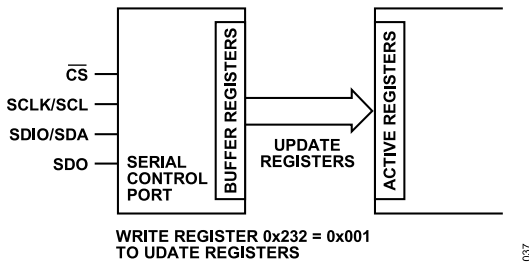 CS
SCLK/SCL
SDIO/SDA
SDO
SERIAL
CONTROL
PORT
BUFFER REGISTERS
UPDATE
REGISTERS
ACTIVE REGISTERS
WRITE REGISTER 0x232 = 0x001
TO UDATE REGISTERS
037